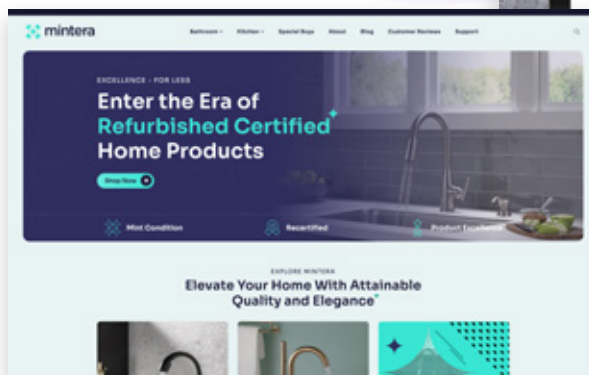 mintera
Bathroom Kitchen Special Buys About Blog Customer Reviews Support
EXCELLENCE - FOR LESS
Enter the Era of
Refurbished Certified
Home Products
Shop Now
Mint Condition Recertified Product Excellence
EXPLORE MINTERA
Elevate Your Home With Attainable
Quality and Elegance